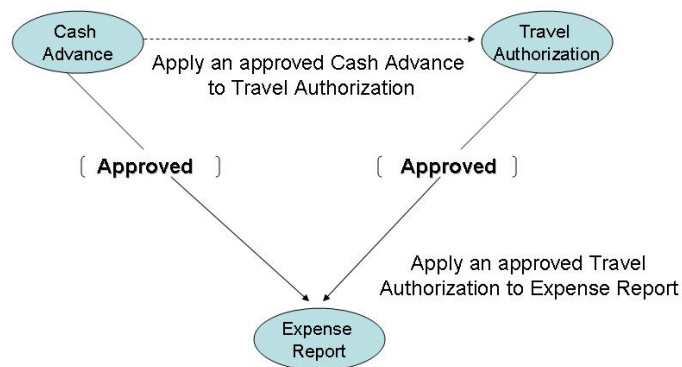 Cash
Advance
Travel
Authorization
Apply an approved Cash Advance
to Travel Authorization
[ Approved ]
[ Approved ]
Apply an approved Travel
Authorization to Expense Report
Expense
Report